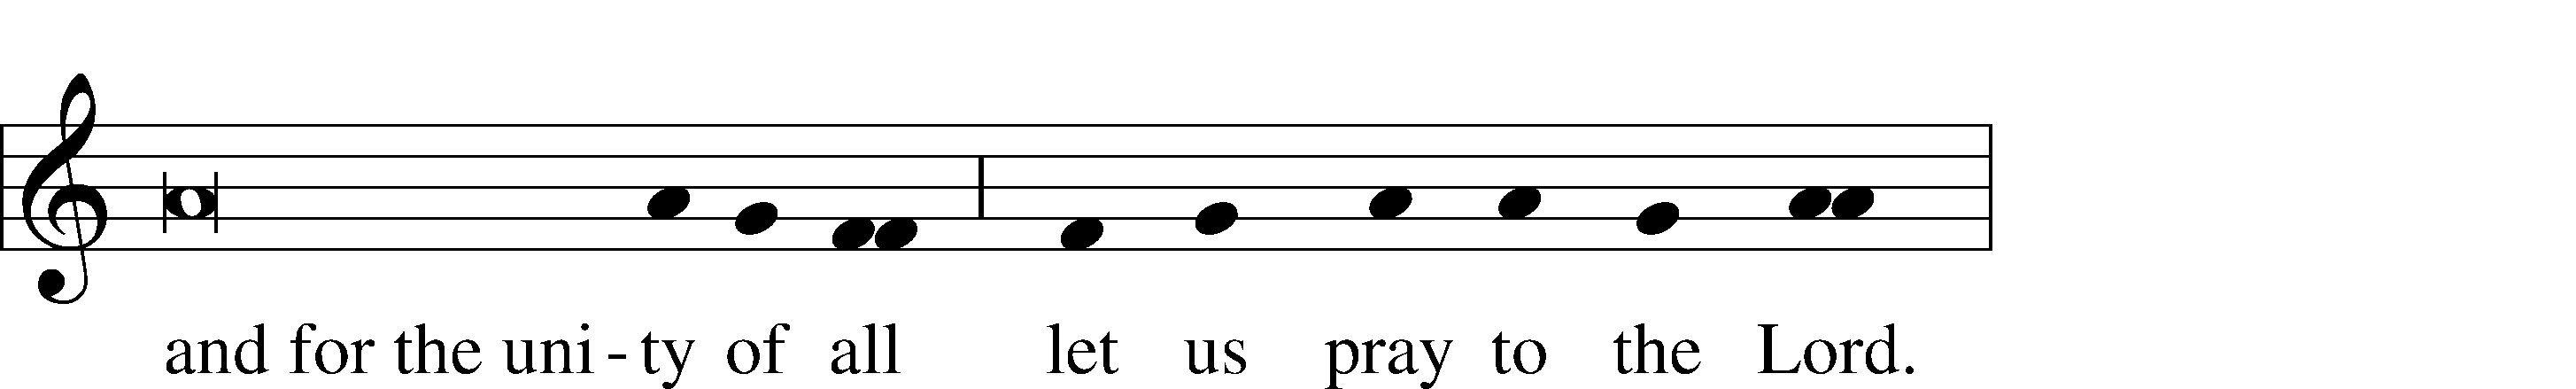 and for the uni-ty of all let us pray to the Lord.